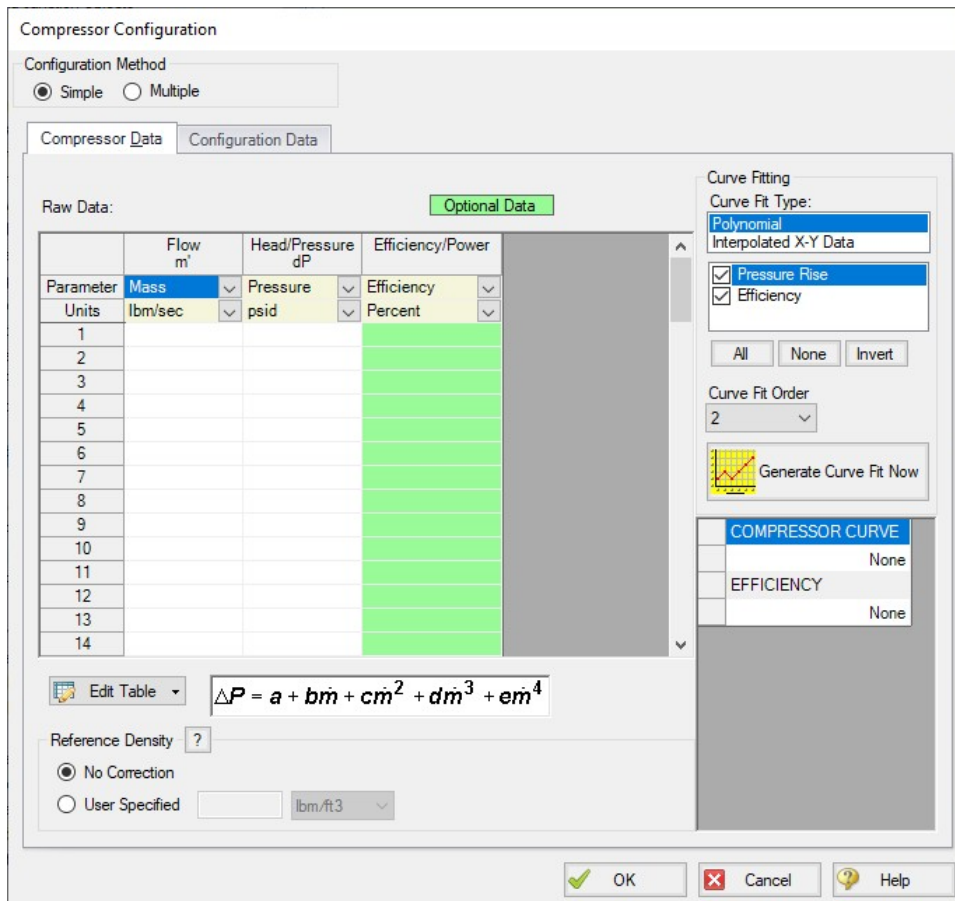 Compressor Configuration
Configuration Method
Simple Multiple
Compressor Data Configuration Data
Raw Data: Optional Data
Flow Head/Pressure Efficiency/Power
m' dP
Parameter Mass Pressure Efficiency
Units lbm/sec psid Percent
1
2
3
4
5
6
7
8
9
10
11
12
13
14
Edit Table
ΔP = a + bṁ + cṁ² + dṁ³ + eṁ⁴
Reference Density ?
No Correction
User Specified lbm/ft3
Curve Fitting
Curve Fit Type:
Polynomial
Interpolated X-Y Data
Pressure Rise
Efficiency
All None Invert
Curve Fit Order
2
Generate Curve Fit Now
COMPRESSOR CURVE
None
EFFICIENCY
None
OK Cancel Help